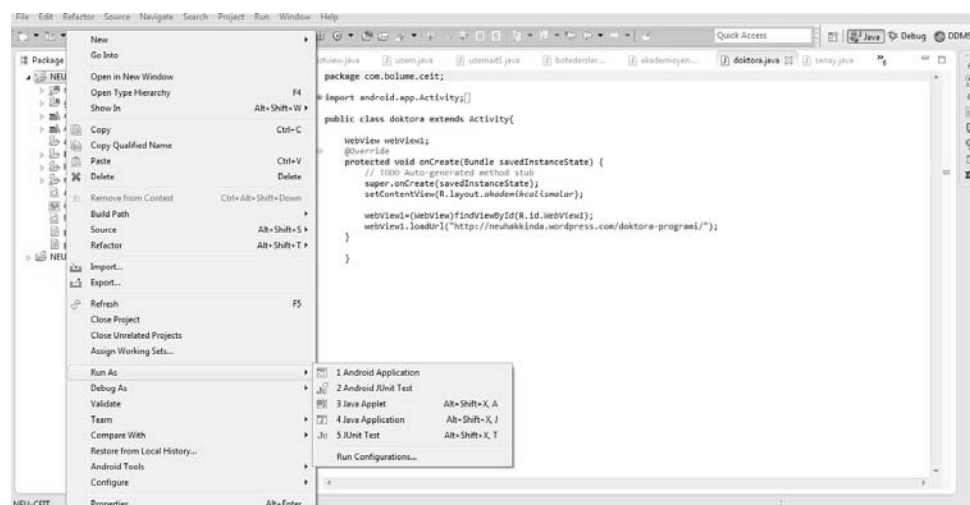 File Edit Refactor Source Navigate Search Project Run Window Help
Quick Access
Java
Debug
DDMS
Package
NEU
NEU
doktora.java
senay.java
package com.bolume.ceit;
import android.app.Activity;
public class doktora extends Activity{
WebView webView1;
@Override
protected void onCreate(Bundle savedInstanceState) {
// TODO Auto-generated method stub
super.onCreate(savedInstanceState);
setContentView(R.layout.akademikcalismalar);
webView1=(WebView)findViewById(R.id.WebView1);
webView1.loadUrl("http://neuhakkinda.wordpress.com/doktora-programi/");
}
}
New
Go Into
Open in New Window
Open Type Hierarchy F4
Show In Alt+Shift+W
Copy Ctrl+C
Copy Qualified Name
Paste Ctrl+V
Delete Delete
Remove from Context Ctrl+Alt+Shift+Down
Build Path
Source Alt+Shift+S
Refactor Alt+Shift+T
Import...
Export...
Refresh F5
Close Project
Close Unrelated Projects
Assign Working Sets...
Run As
Debug As
Validate
Team
Compare With
Restore from Local History...
Android Tools
Configure
Properties Alt+Enter
1 Android Application
2 Android JUnit Test
3 Java Applet Alt+Shift+X, A
4 Java Application Alt+Shift+X, J
5 JUnit Test Alt+Shift+X, T
Run Configurations...
NEU-CEIT